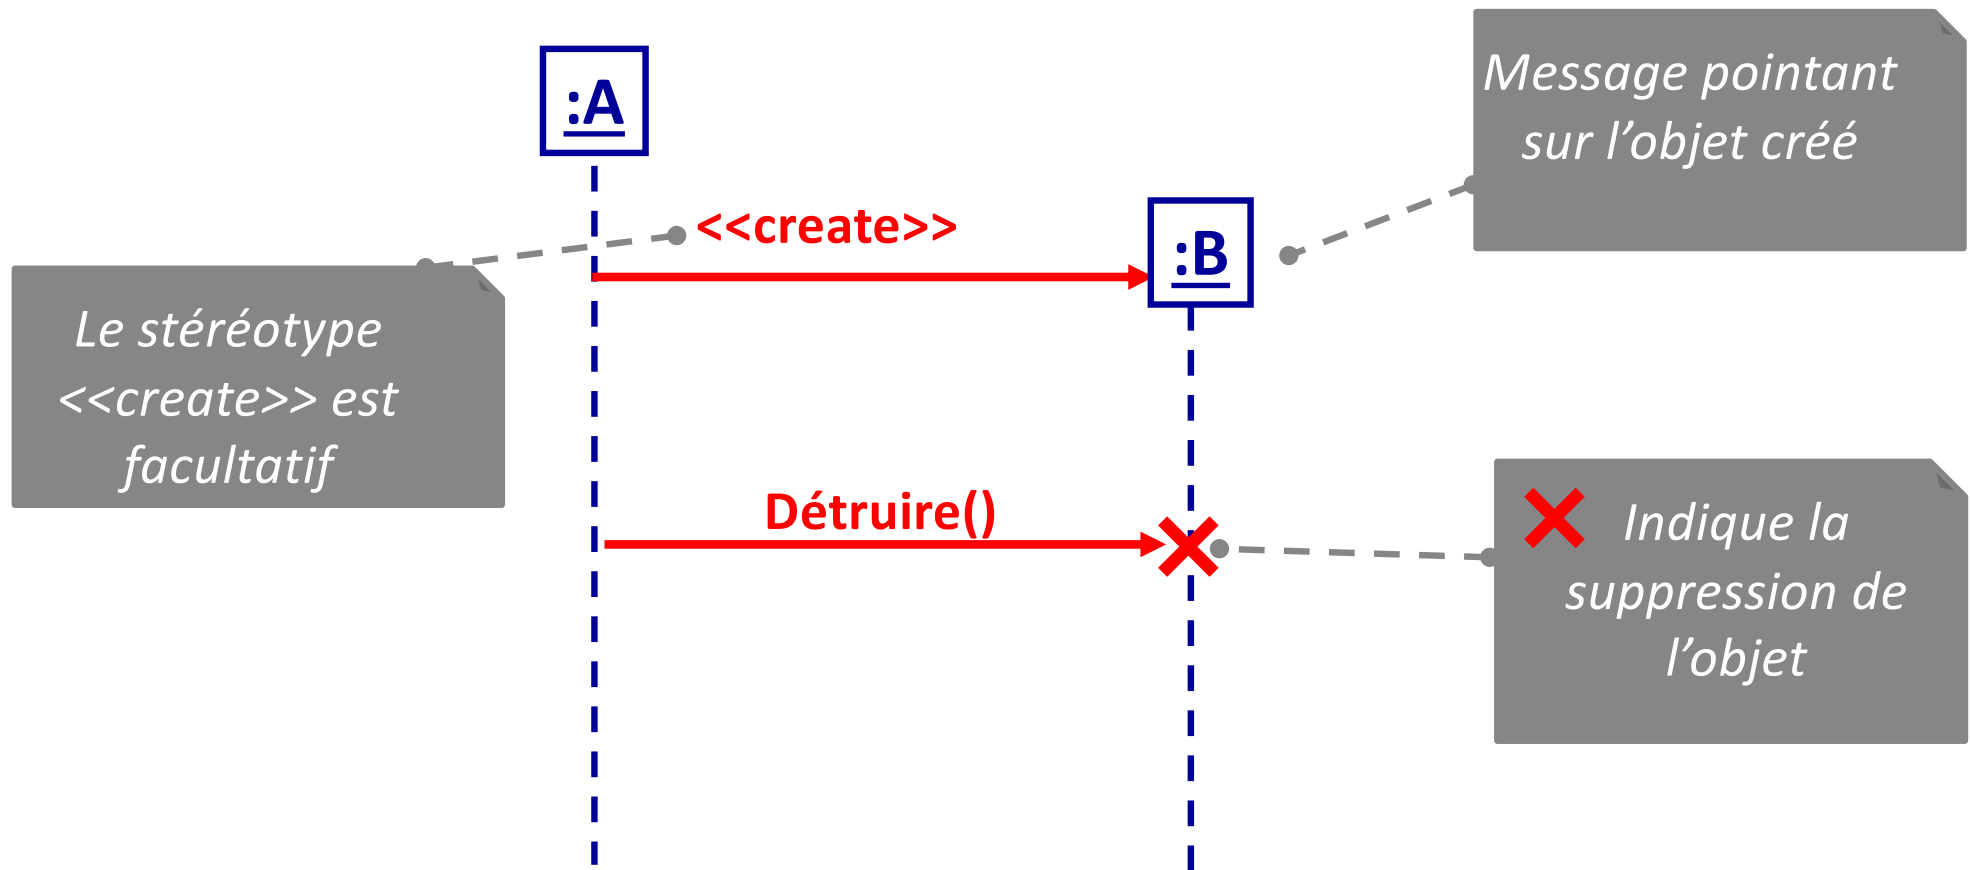 :A
Message pointant
sur l’objet créé
<<create>>
:B
Le stéréotype
<<create>> est
facultatif
Détruire()
Indique la
suppression de
l’objet